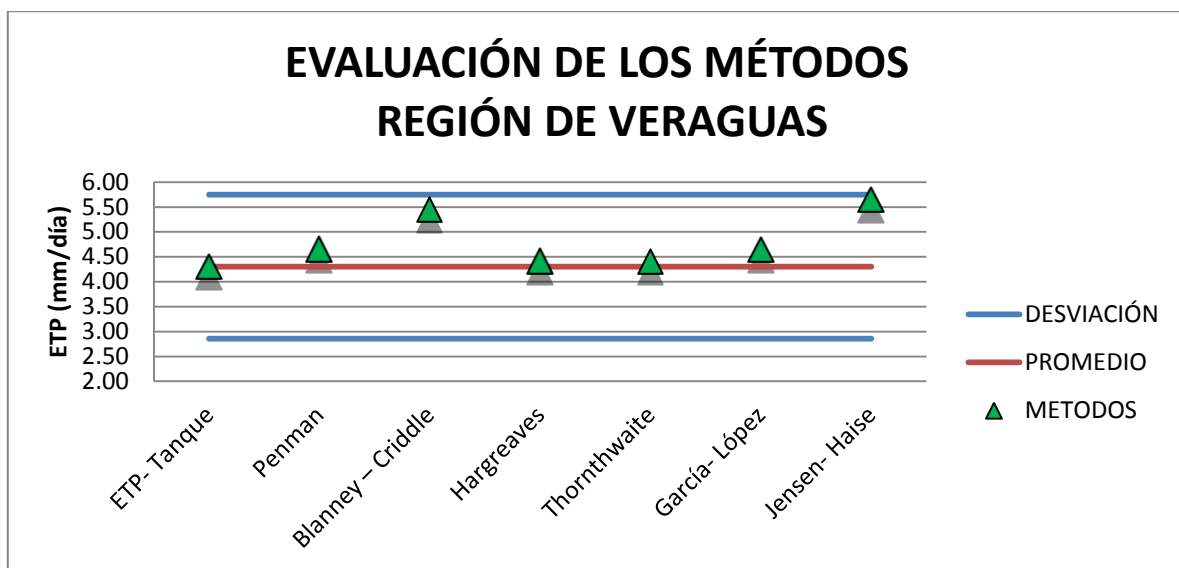 EVALUACIÓN DE LOS MÉTODOS
REGIÓN DE VERAGUAS
ETP (mm/día)
6.00
5.50
5.00
4.50
4.00
3.50
3.00
2.50
2.00
ETP- Tanque
Penman
Blanney – Criddle
Hargreaves
Thornthwaite
García- López
Jensen- Haise
DESVIACIÓN
PROMEDIO
METODOS